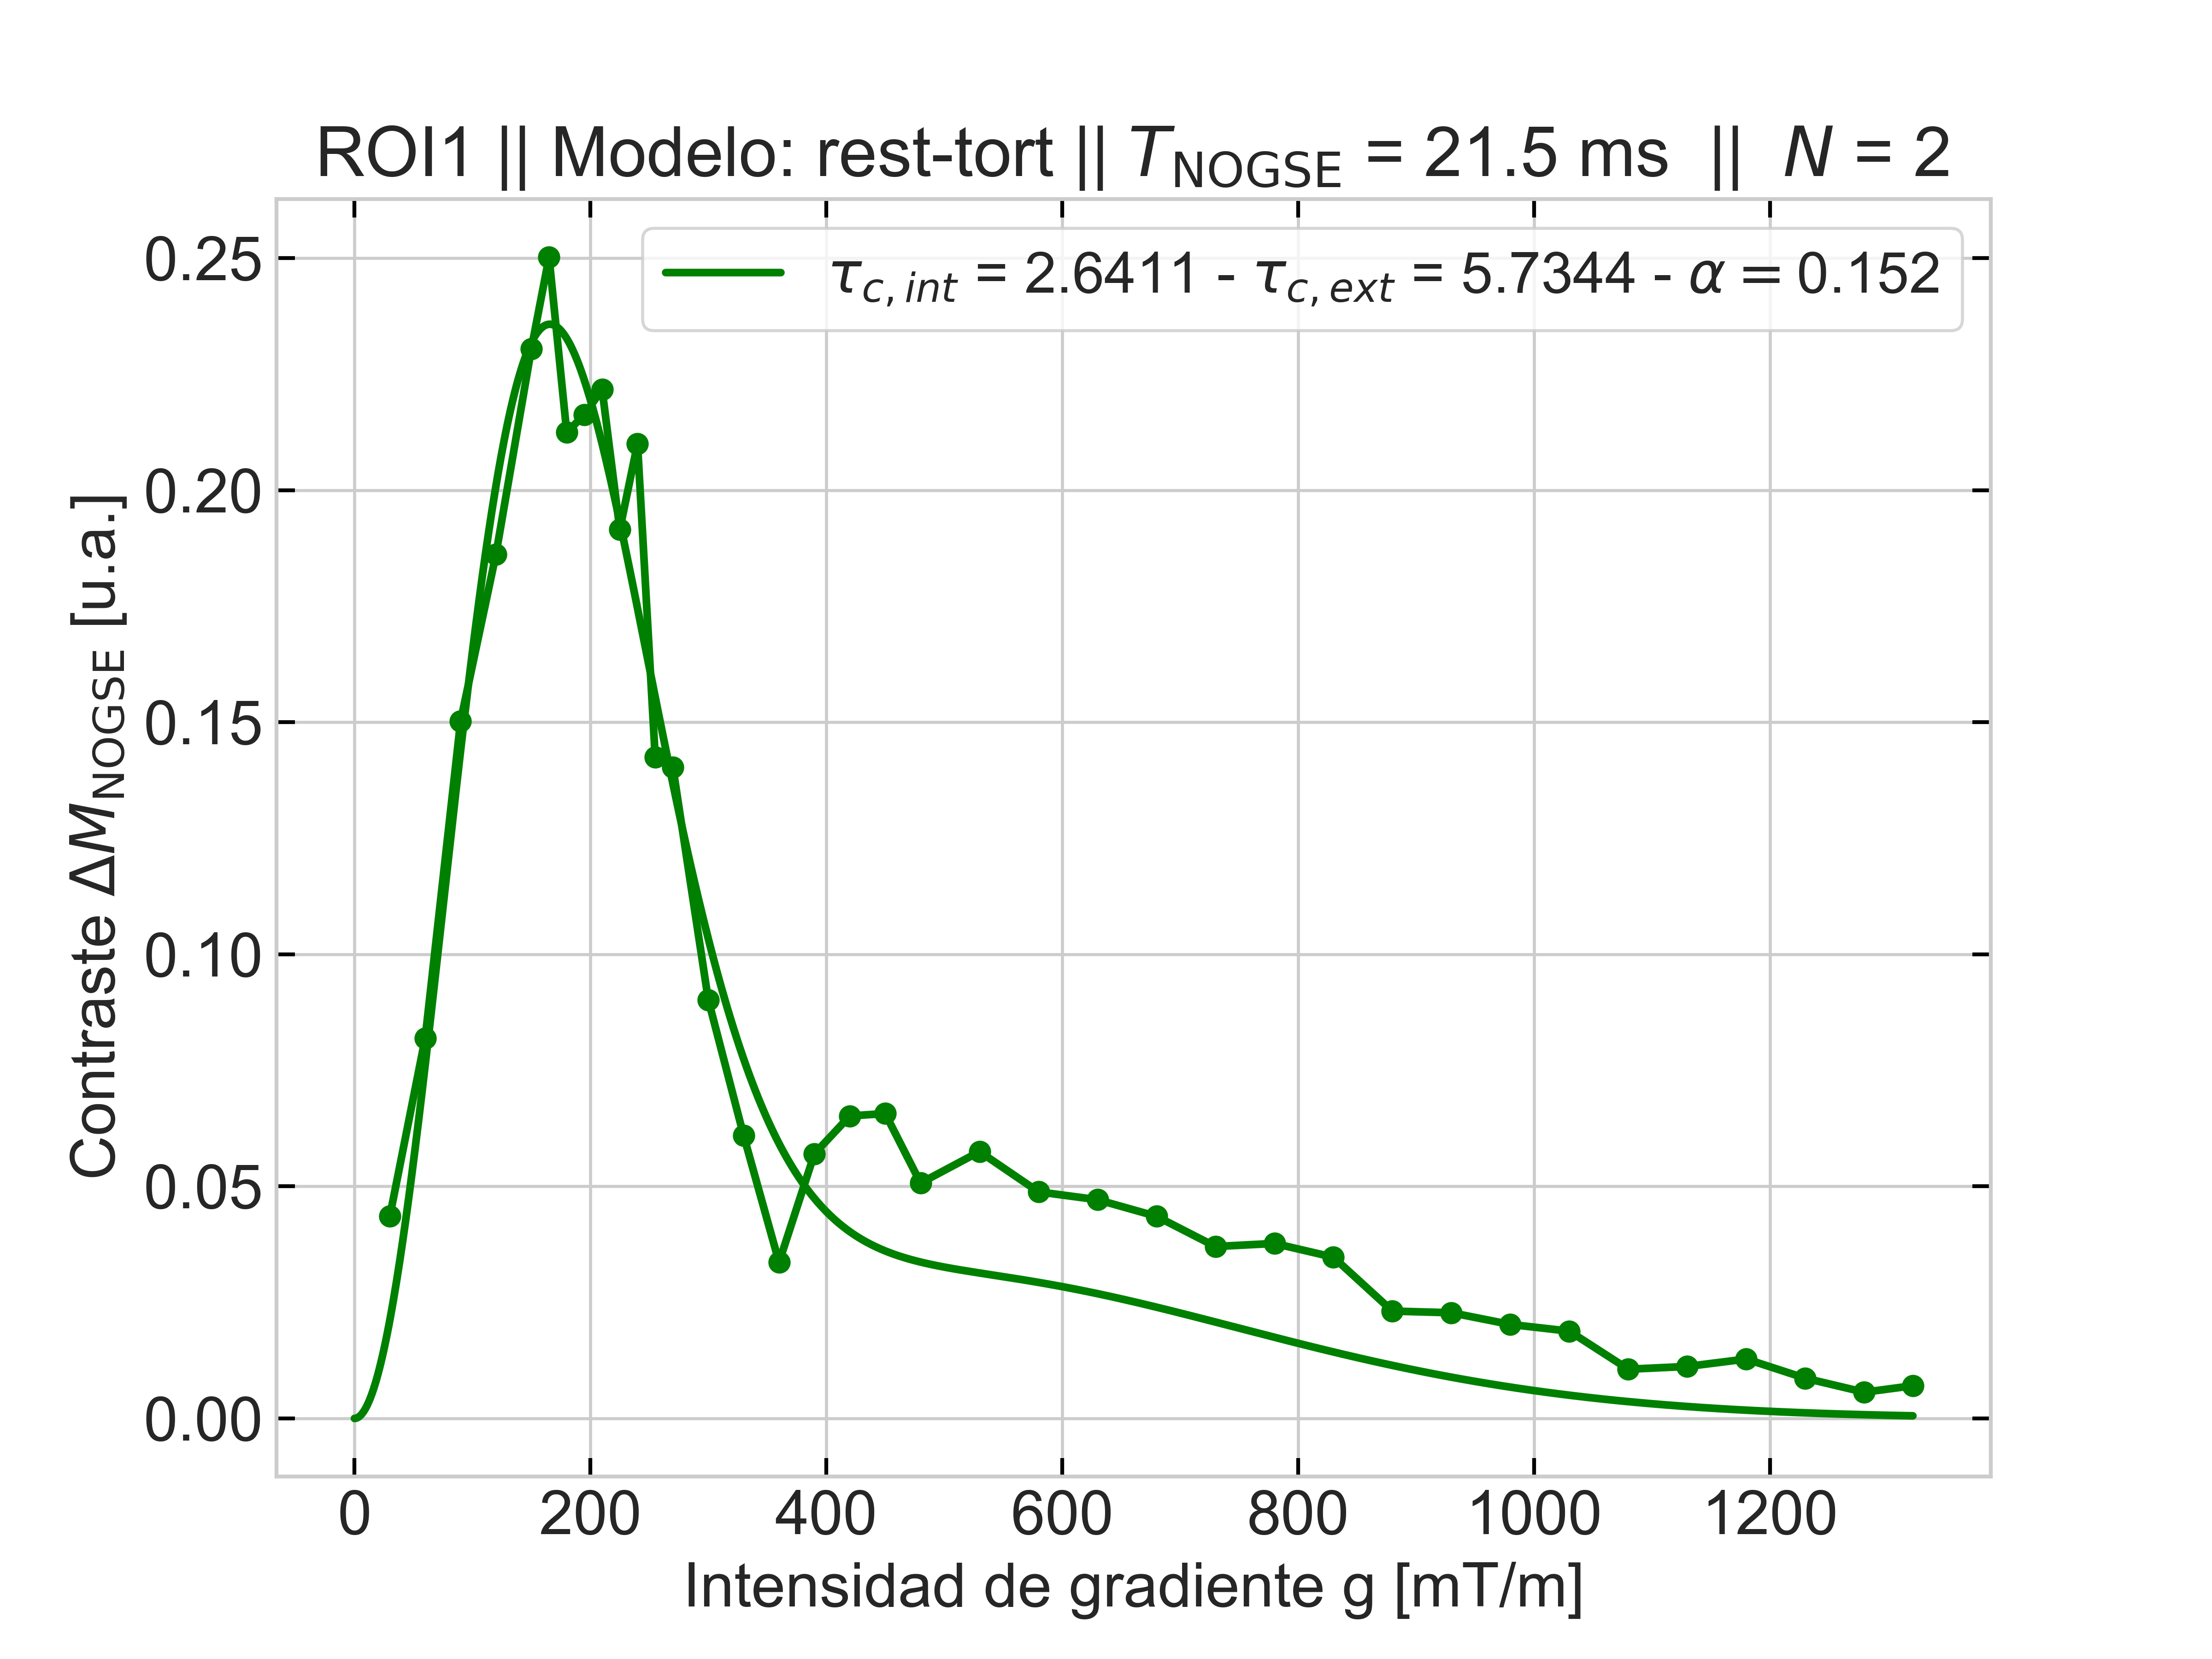 ROI1 || Modelo: rest-tort || T_NOGSE = 21.5 ms || N = 2
τ_c,int = 2.6411 - τ_c,ext = 5.7344 - α = 0.152
Contraste ΔM_NOGSE [u.a.]
0.25
0.20
0.15
0.10
0.05
0.00
0 200 400 600 800 1000 1200
Intensidad de gradiente g [mT/m]